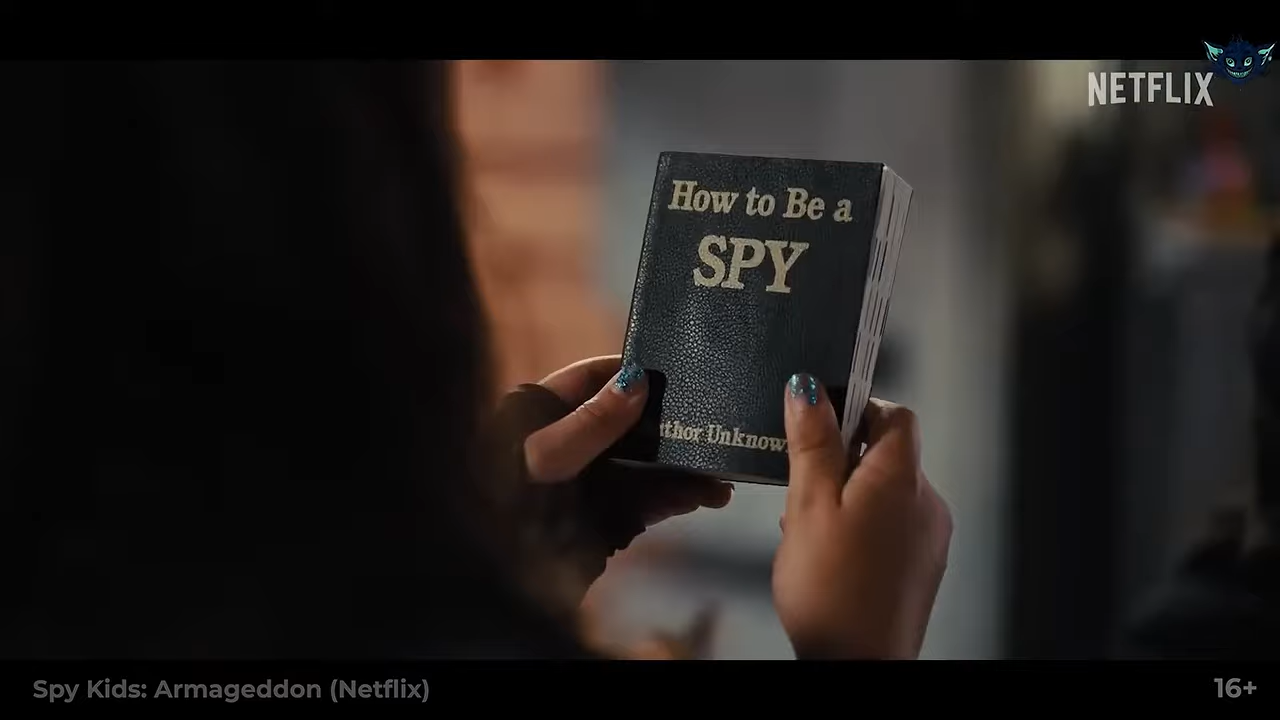 NETFLIX
How to Be a
SPY
thor Unknow
Spy Kids: Armageddon (Netflix)
16+